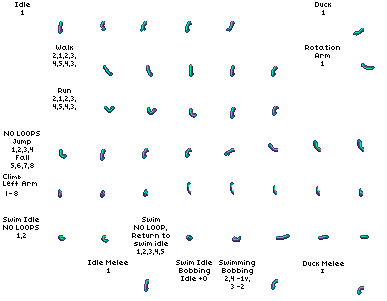 Idle
1
Duck
1
Walk
2,1,2,3,
4,5,4,3,
Rotation
Arm
1
Run
2,1,2,3,
4,5,4,3,
NO LOOPS
Jump
1,2,3,4
Fall
5,6,7,8
Climb
Left Arm
1-8
Swim Idle
NO LOOPS
1,2
Swim
NO LOOP,
Return to
swim idle
1,2,3,4,5
Idle Melee
1
Swim Idle
Bobbing
Idle +0
Swimming
Bobbing
2,4 -1v,
3 -2
Duck Melee
1